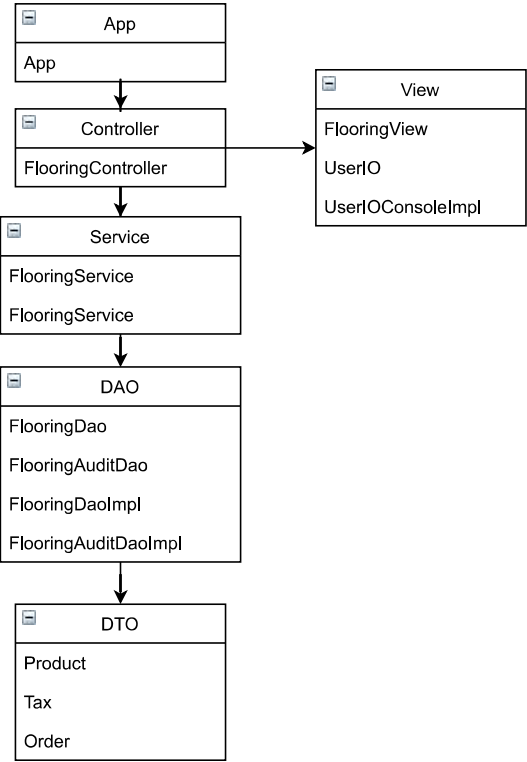 App
App
Controller
FlooringController
View
FlooringView
UserIO
UserIOConsoleImpl
Service
FlooringService
FlooringService
DAO
FlooringDao
FlooringAuditDao
FlooringDaoImpl
FlooringAuditDaoImpl
DTO
Product
Tax
Order